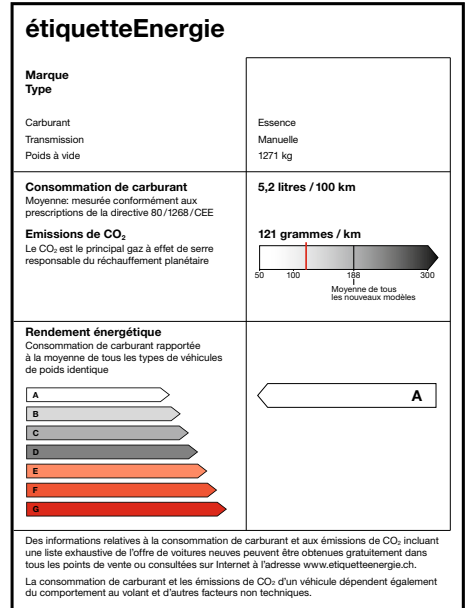 étiquetteEnergie
Marque
Type
Carburant Essence
Transmission Manuelle
Poids à vide 1271 kg
Consommation de carburant 5,2 litres / 100 km
Moyenne: mesurée conformément aux
prescriptions de la directive 80/1268/CEE
Emissions de CO₂ 121 grammes / km
Le CO₂ est le principal gaz à effet de serre
responsable du réchauffement planétaire
50 100 188 300
Moyenne de tous
les nouveaux modèles
Rendement énergétique
Consommation de carburant rapportée
à la moyenne de tous les types de véhicules
de poids identique
A A
B
C
D
E
F
G
Des informations relatives à la consommation de carburant et aux émissions de CO₂ incluant
une liste exhaustive de l'offre de voitures neuves peuvent être obtenues gratuitement dans
tous les points de vente ou consultées sur Internet à l'adresse www.etiquetteenergie.ch.
La consommation de carburant et les émissions de CO₂ d'un véhicule dépendent également
du comportement au volant et d'autres facteurs non techniques.